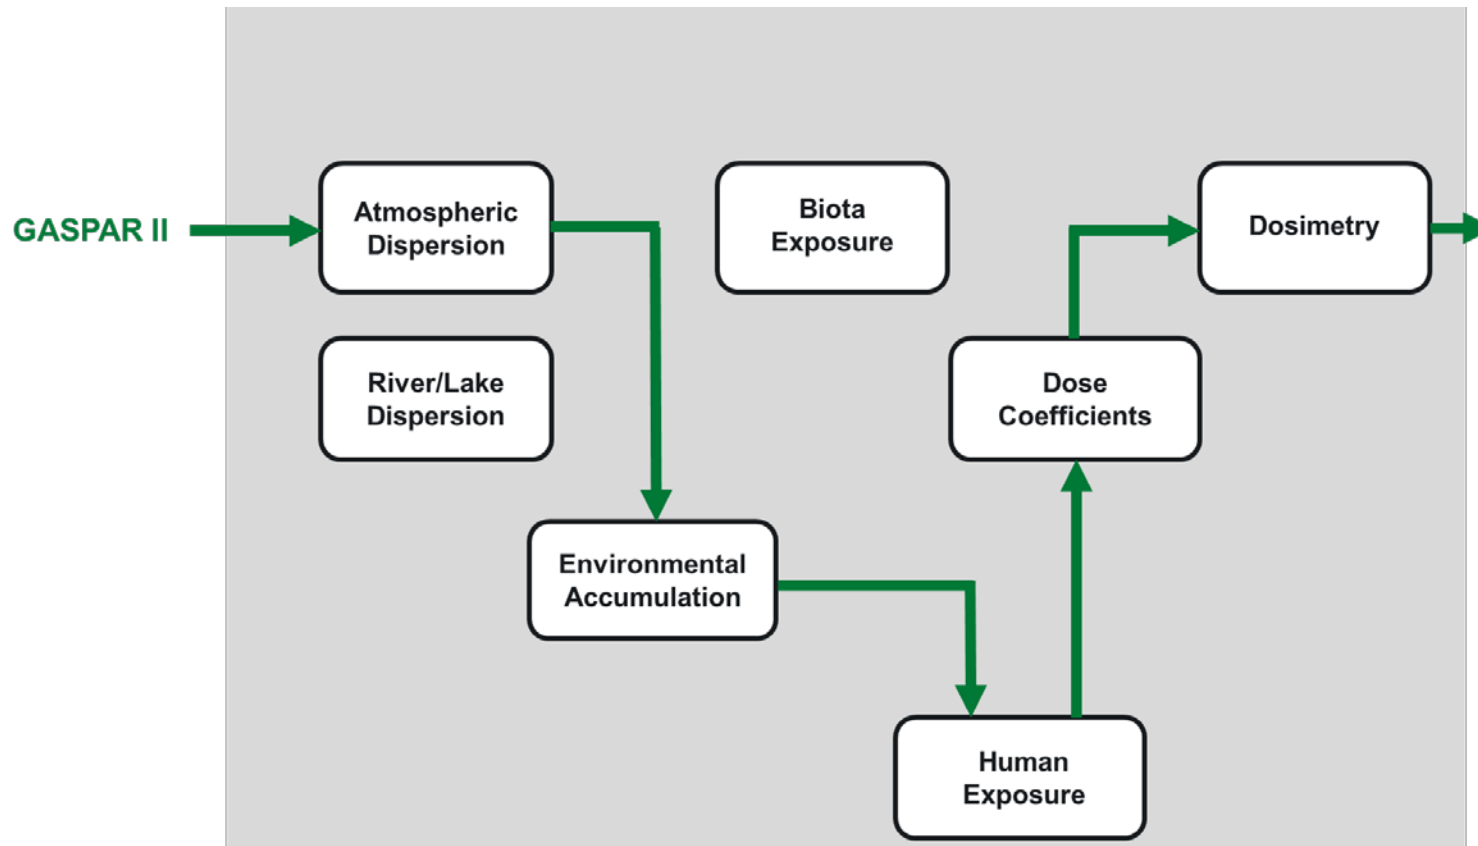 GASPAR II
Atmospheric
Dispersion
Biota
Exposure
Dosimetry
River/Lake
Dispersion
Dose
Coefficients
Environmental
Accumulation
Human
Exposure